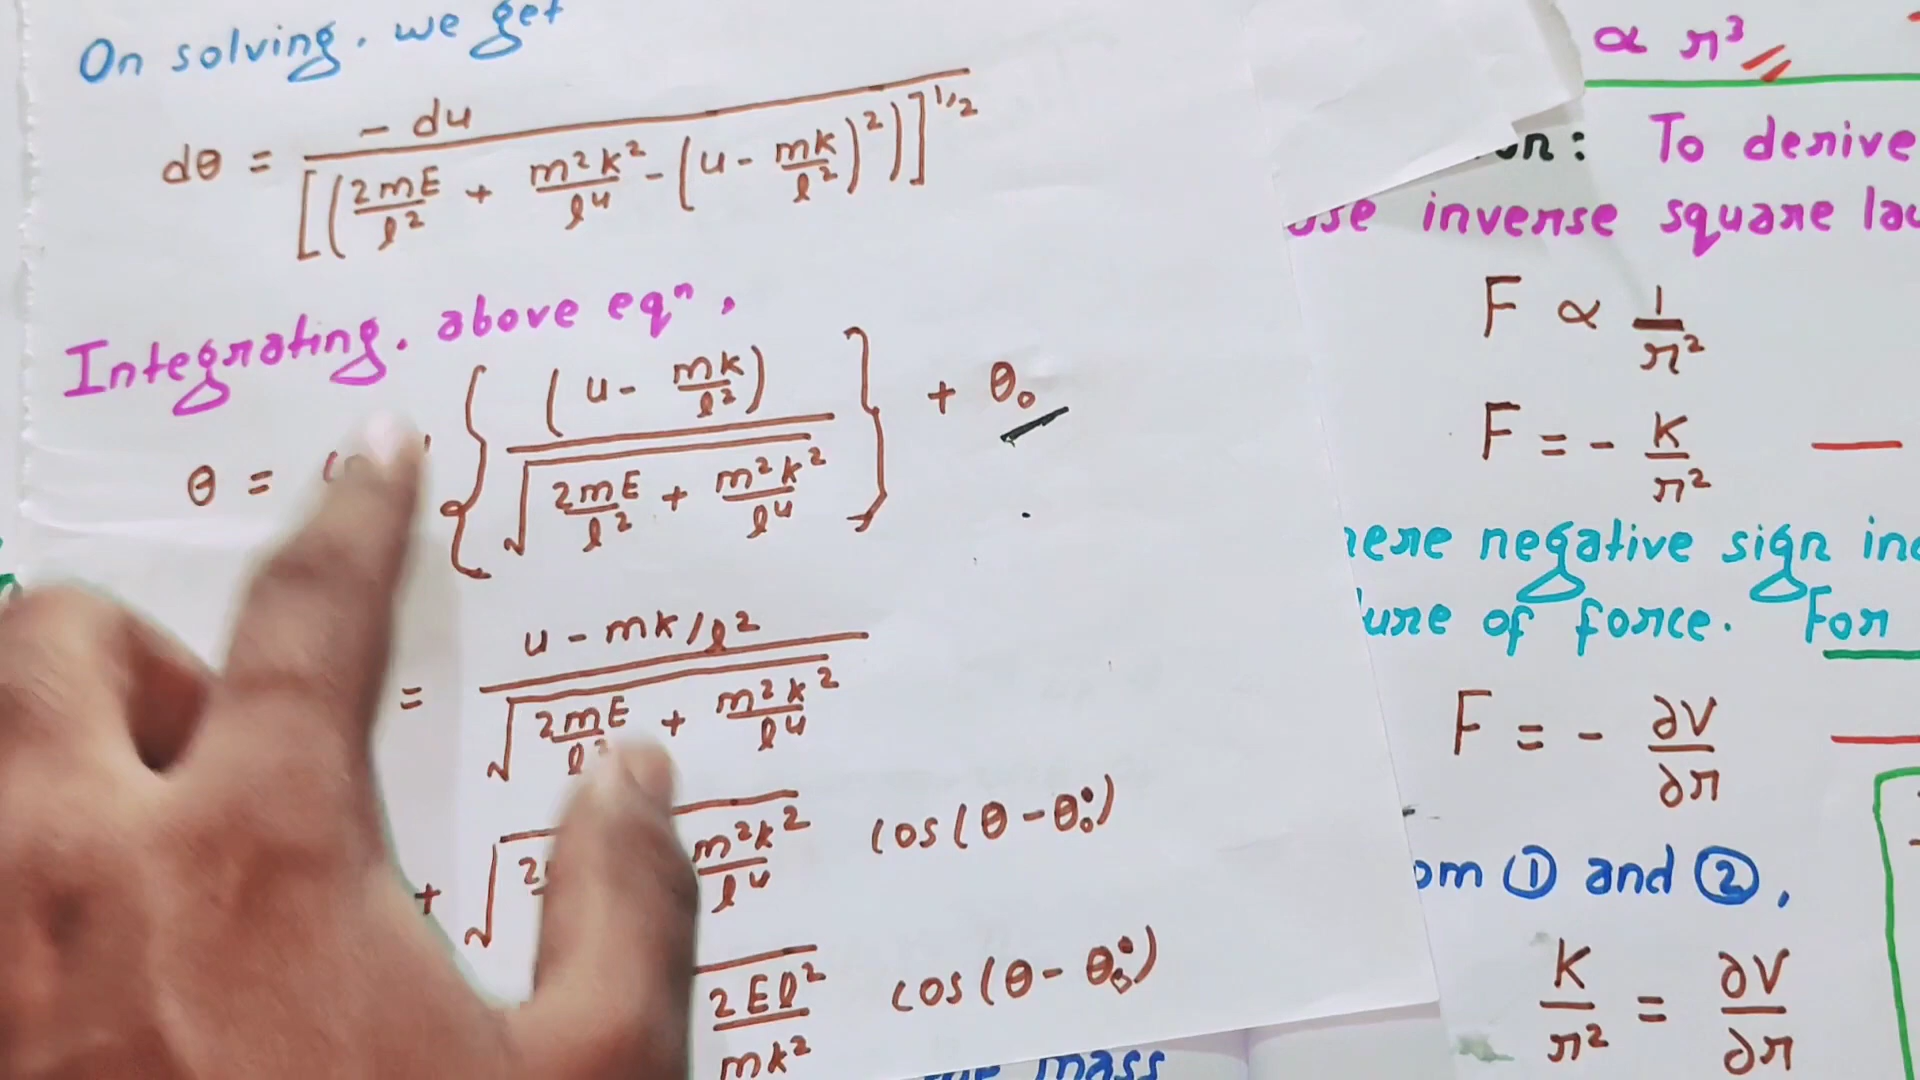 On solving, we get
dθ = - du / [(2mE/l² + m²k²/l⁴ - (u - mk/l²)²)]^1/2
Integrating, above eqⁿ,
θ = {(u - mk/l²) / √(2mE/l² + m²k²/l⁴)} + θ₀
= u - mk/l² / √(2mE/l² + m²k²/l⁴)
+ √ m²k²/l⁴ cos(θ - θ₀)
2El²/mk² cos(θ - θ₀)
mass
∝ r³
: To derive
inverse square
F ∝ 1/r²
F = - K/r²
negative sign
of force. For
F = - ∂V/∂r
① and ②,
K/r² = ∂V/∂r